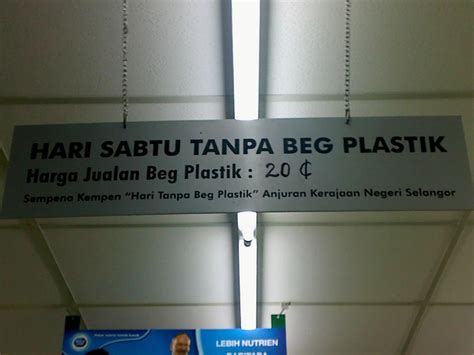 HARI SABTU TANPA BEG PLASTIK
Harga Jualan Beg Plastik : 20 ¢
Sempena Kempen "Hari Tanpa Beg Plastik" Anjuran Kerajaan Negeri Selangor
LEBIH NUTRIEN